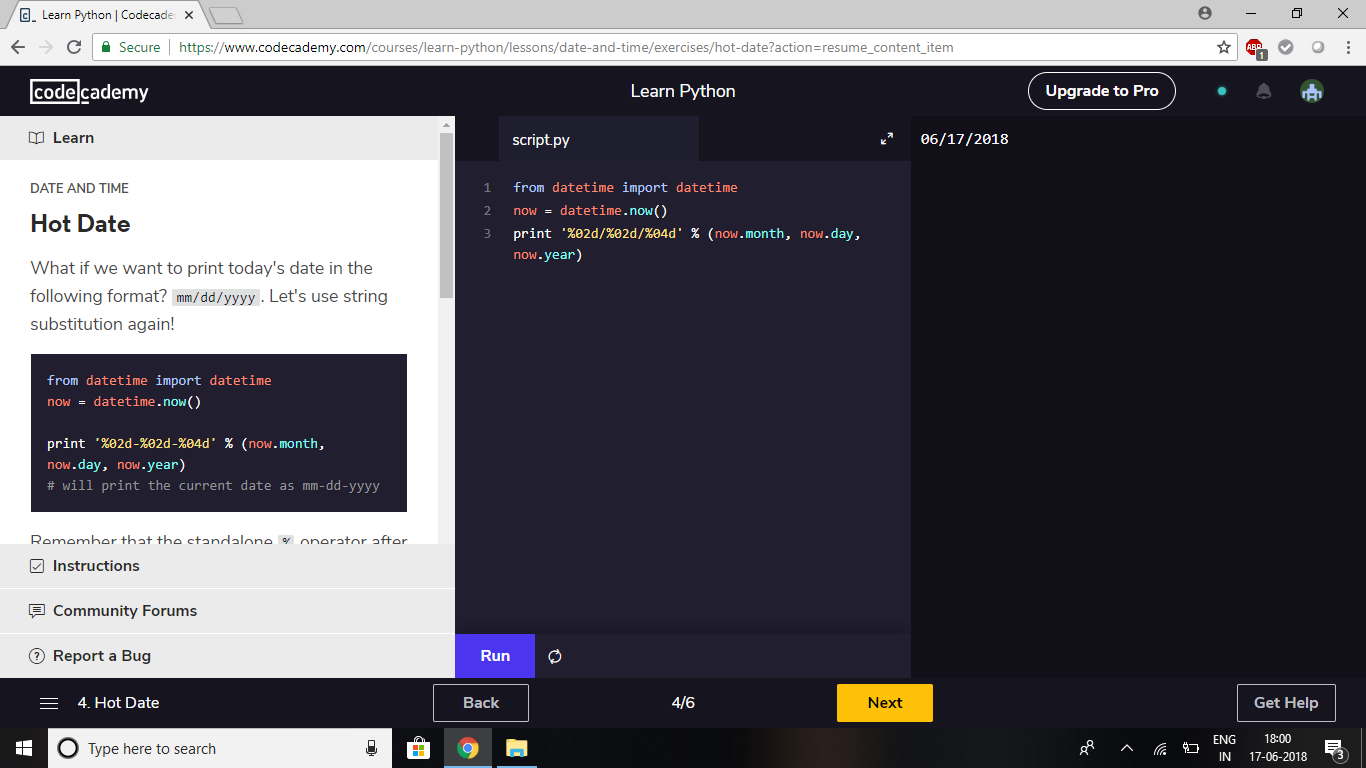 Learn Python | Codecade
Secure
https://www.codecademy.com/courses/learn-python/lessons/date-and-time/exercises/hot-date?action=resume_content_item
ABP
1
codecademy
Learn Python
Upgrade to Pro
Learn
DATE AND TIME
Hot Date
What if we want to print today's date in the
following format? mm/dd/yyyy. Let's use string
substitution again!
from datetime import datetime
now = datetime.now()
print '%02d-%02d-%04d' % (now.month,
now.day, now.year)
# will print the current date as mm-dd-yyyy
Remember that the standalone % operator after
Instructions
Community Forums
Report a Bug
script.py
1 from datetime import datetime
2 now = datetime.now()
3 print '%02d/%02d/%04d' % (now.month, now.day,
now.year)
Run
06/17/2018
4. Hot Date
Back
4/6
Next
Get Help
Type here to search
ENG
IN
18:00
17-06-2018
3